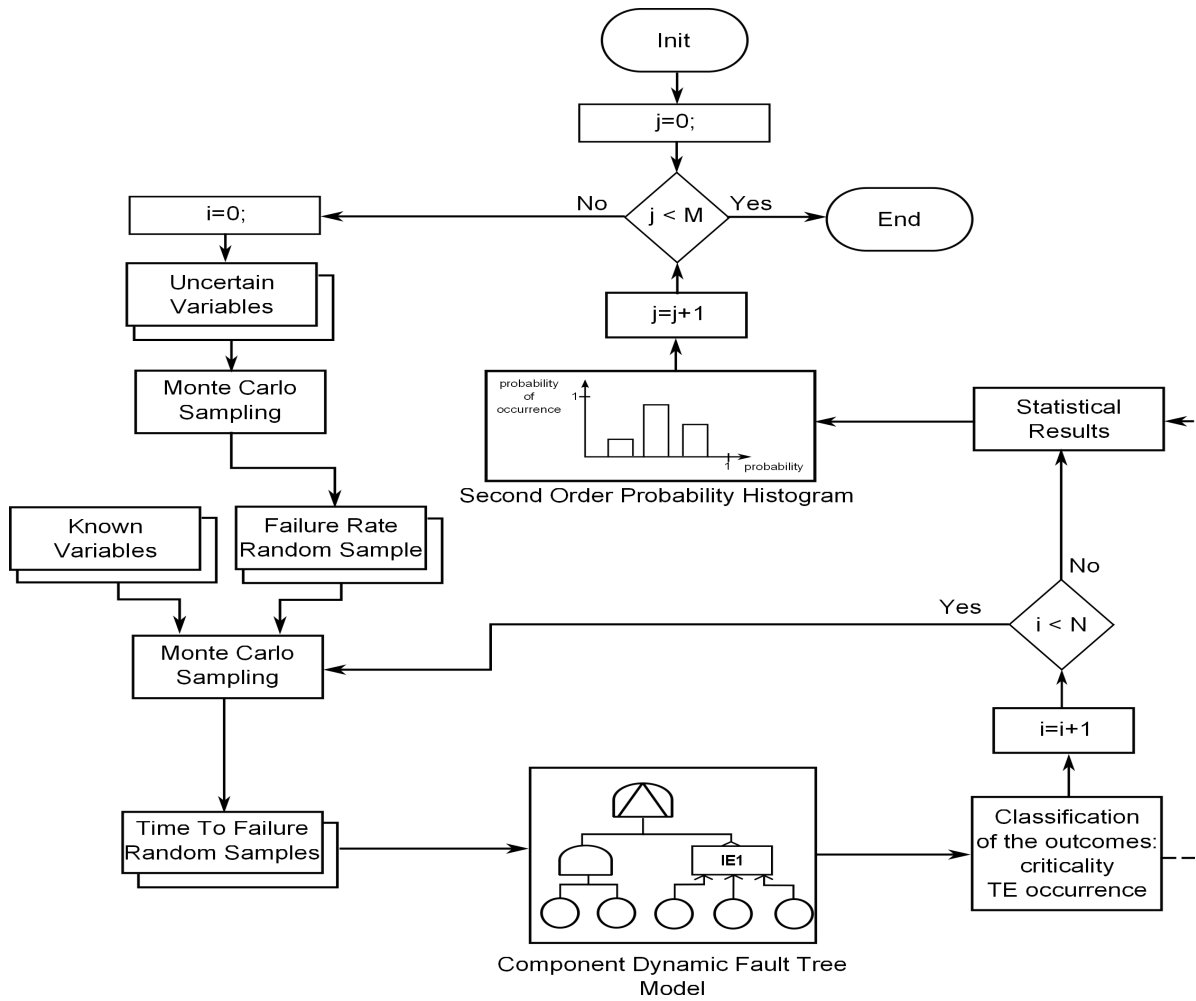 Init
j=0;
No
j < M
Yes
End
i=0;
Uncertain
Variables
j=j+1
Monte Carlo
Sampling
probability
of
occurrence
1
1
probability
Second Order Probability Histogram
Statistical
Results
Known
Variables
Failure Rate
Random Sample
No
Yes
i < N
Monte Carlo
Sampling
i=i+1
Time To Failure
Random Samples
IE1
Component Dynamic Fault Tree
Model
Classification
of the outcomes:
criticality
TE occurrence